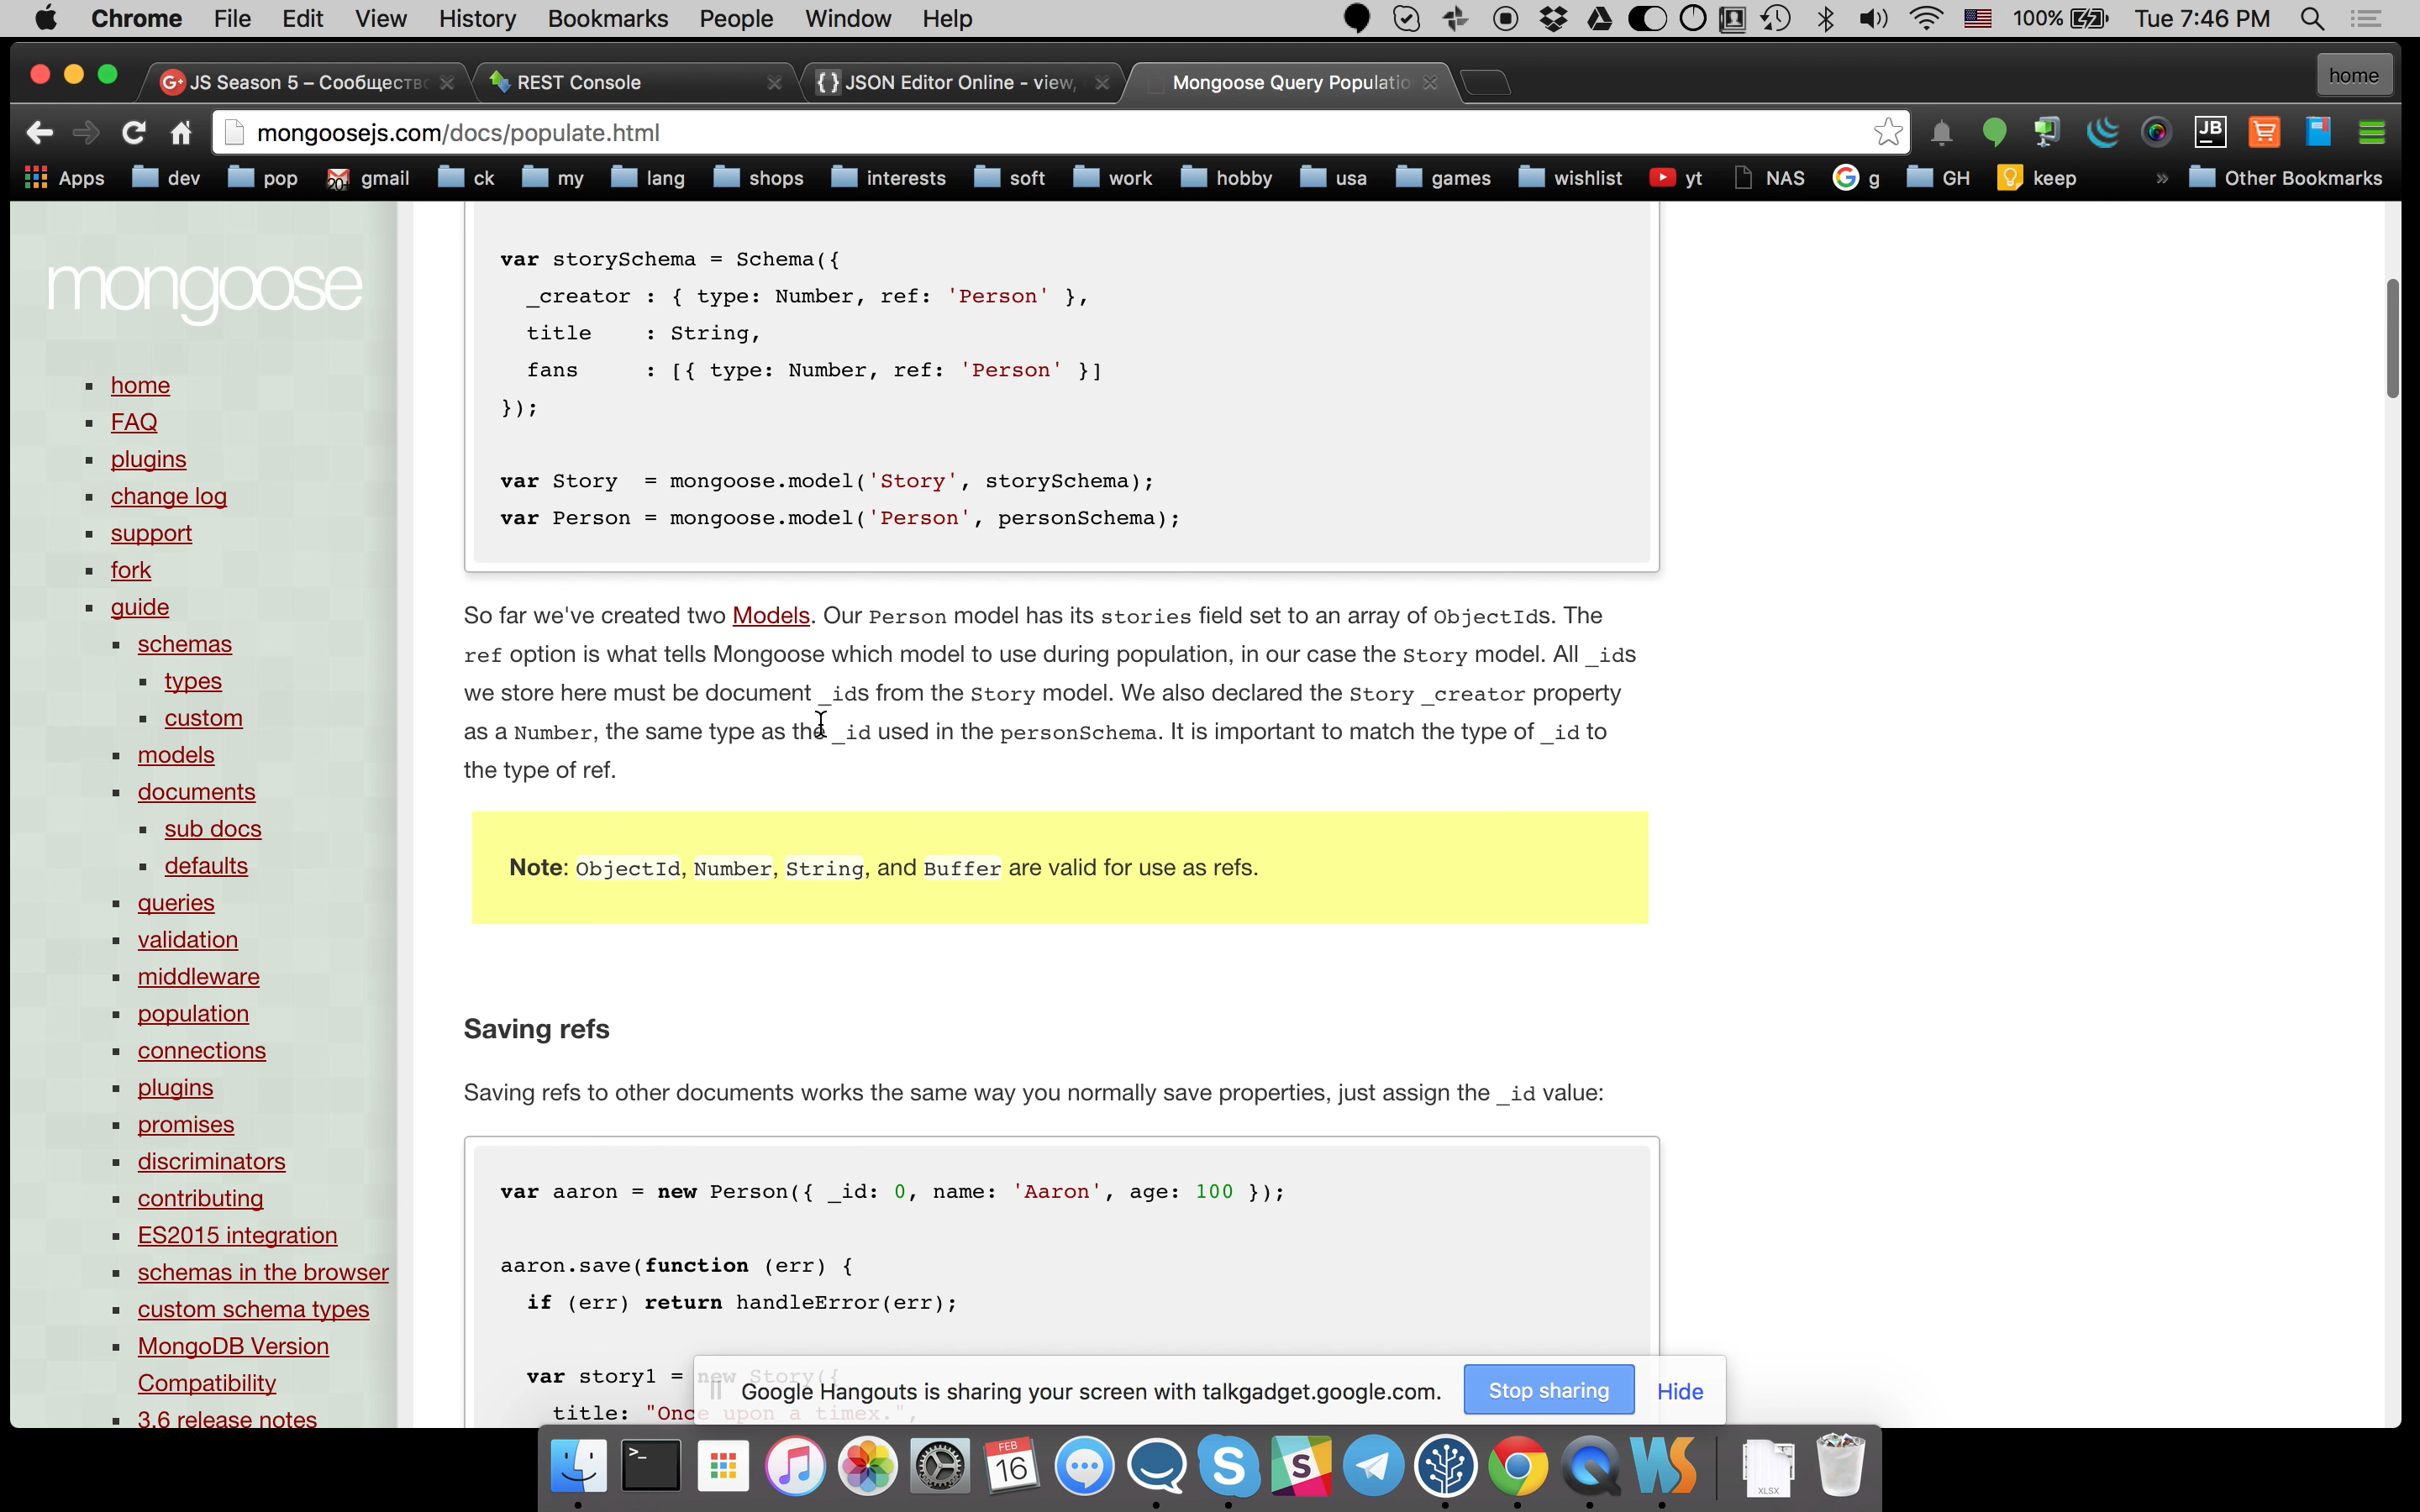 Chrome File Edit View History Bookmarks People Window Help 100% Tue 7:46 PM
JS Season 5 – Сообщество REST Console {} JSON Editor Online - view, Mongoose Query Populatio home
mongoosejs.com/docs/populate.html JB
Apps dev pop 20+ gmail ck my lang shops interests soft work hobby usa games wishlist yt NAS g GH keep » Other Bookmarks
mongoose
home
FAQ
plugins
change log
support
fork
guide
schemas
types
custom
models
documents
sub docs
defaults
queries
validation
middleware
population
connections
plugins
promises
discriminators
contributing
ES2015 integration
schemas in the browser
custom schema types
MongoDB Version
Compatibility
3.6 release notes
var storySchema = Schema({
_creator : { type: Number, ref: 'Person' },
title : String,
fans : [{ type: Number, ref: 'Person' }]
});
var Story = mongoose.model('Story', storySchema);
var Person = mongoose.model('Person', personSchema);
So far we've created two Models. Our Person model has its stories field set to an array of ObjectIds. The
ref option is what tells Mongoose which model to use during population, in our case the Story model. All _ids
we store here must be document _ids from the Story model. We also declared the Story _creator property
as a Number, the same type as the _id used in the personSchema. It is important to match the type of _id to
the type of ref.
Note: ObjectId, Number, String, and Buffer are valid for use as refs.
Saving refs
Saving refs to other documents works the same way you normally save properties, just assign the _id value:
var aaron = new Person({ _id: 0, name: 'Aaron', age: 100 });
aaron.save(function (err) {
if (err) return handleError(err);
var story1 = new Story({
title: "Once upon a timex.",
Google Hangouts is sharing your screen with talkgadget.google.com. Stop sharing Hide
FEB
16
S
S
WS
XLSX